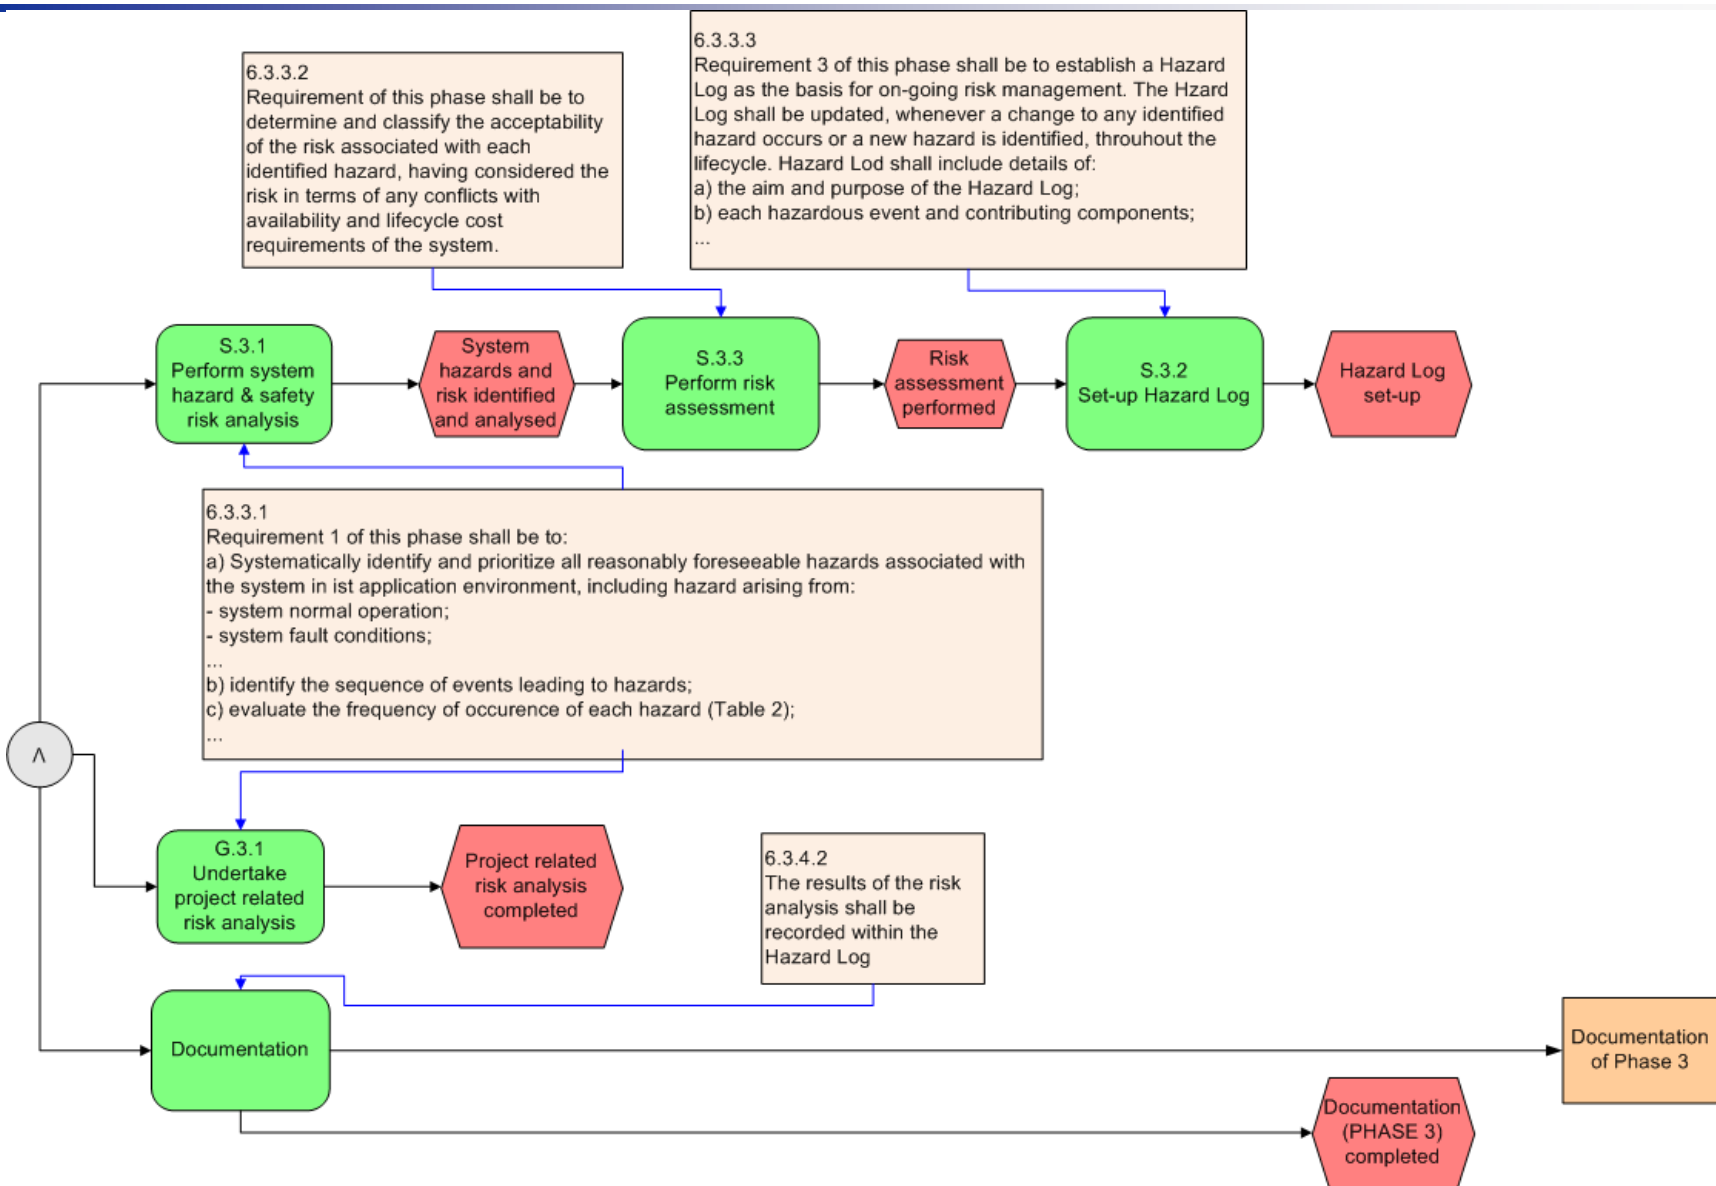 6.3.3.2
Requirement of this phase shall be to
determine and classify the acceptability
of the risk associated with each
identified hazard, having considered the
risk in terms of any conflicts with
availability and lifecycle cost
requirements of the system.
6.3.3.3
Requirement 3 of this phase shall be to establish a Hazard
Log as the basis for on-going risk management. The Hzard
Log shall be updated, whenever a change to any identified
hazard occurs or a new hazard is identified, throuhout the
lifecycle. Hazard Lod shall include details of:
a) the aim and purpose of the Hazard Log;
b) each hazardous event and contributing components;
...
S.3.1
Perform system
hazard & safety
risk analysis
System
hazards and
risk identified
and analysed
S.3.3
Perform risk
assessment
Risk
assessment
performed
S.3.2
Set-up Hazard Log
Hazard Log
set-up
6.3.3.1
Requirement 1 of this phase shall be to:
a) Systematically identify and prioritize all reasonably foreseeable hazards associated with
the system in ist application environment, including hazard arising from:
- system normal operation;
- system fault conditions;
...
b) identify the sequence of events leading to hazards;
c) evaluate the frequency of occurence of each hazard (Table 2);
...
Λ
G.3.1
Undertake
project related
risk analysis
Project related
risk analysis
completed
6.3.4.2
The results of the risk
analysis shall be
recorded within the
Hazard Log
Documentation
Documentation
of Phase 3
Documentation
(PHASE 3)
completed